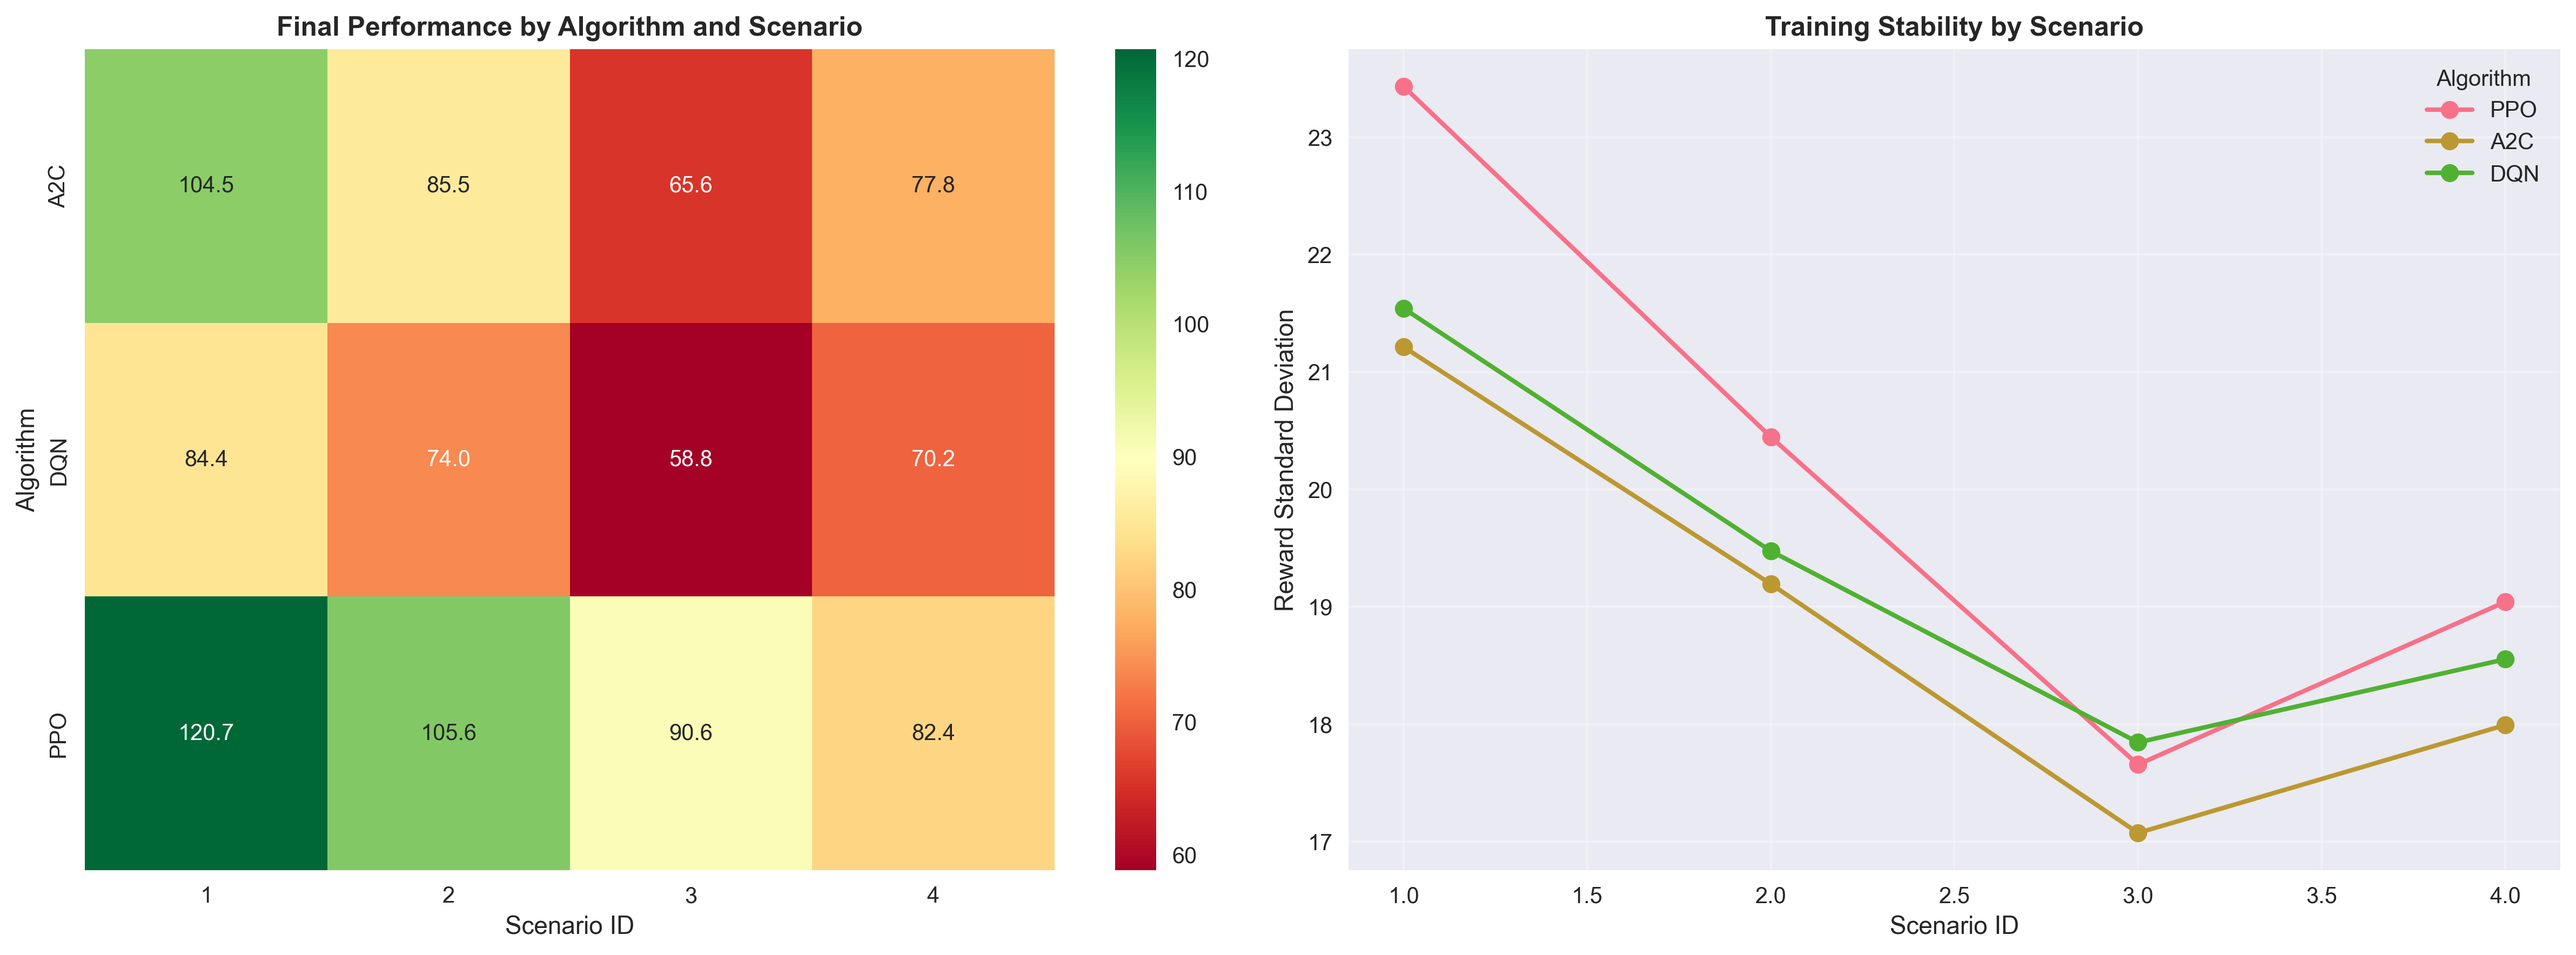 Final Performance by Algorithm and Scenario
Algorithm
A2C
DQN
PPO
104.5 85.5 65.6 77.8
84.4 74.0 58.8 70.2
120.7 105.6 90.6 82.4
1 2 3 4
Scenario ID
120
110
100
90
80
70
60
Training Stability by Scenario
Reward Standard Deviation
23
22
21
20
19
18
17
1.0 1.5 2.0 2.5 3.0 3.5 4.0
Scenario ID
Algorithm
PPO
A2C
DQN